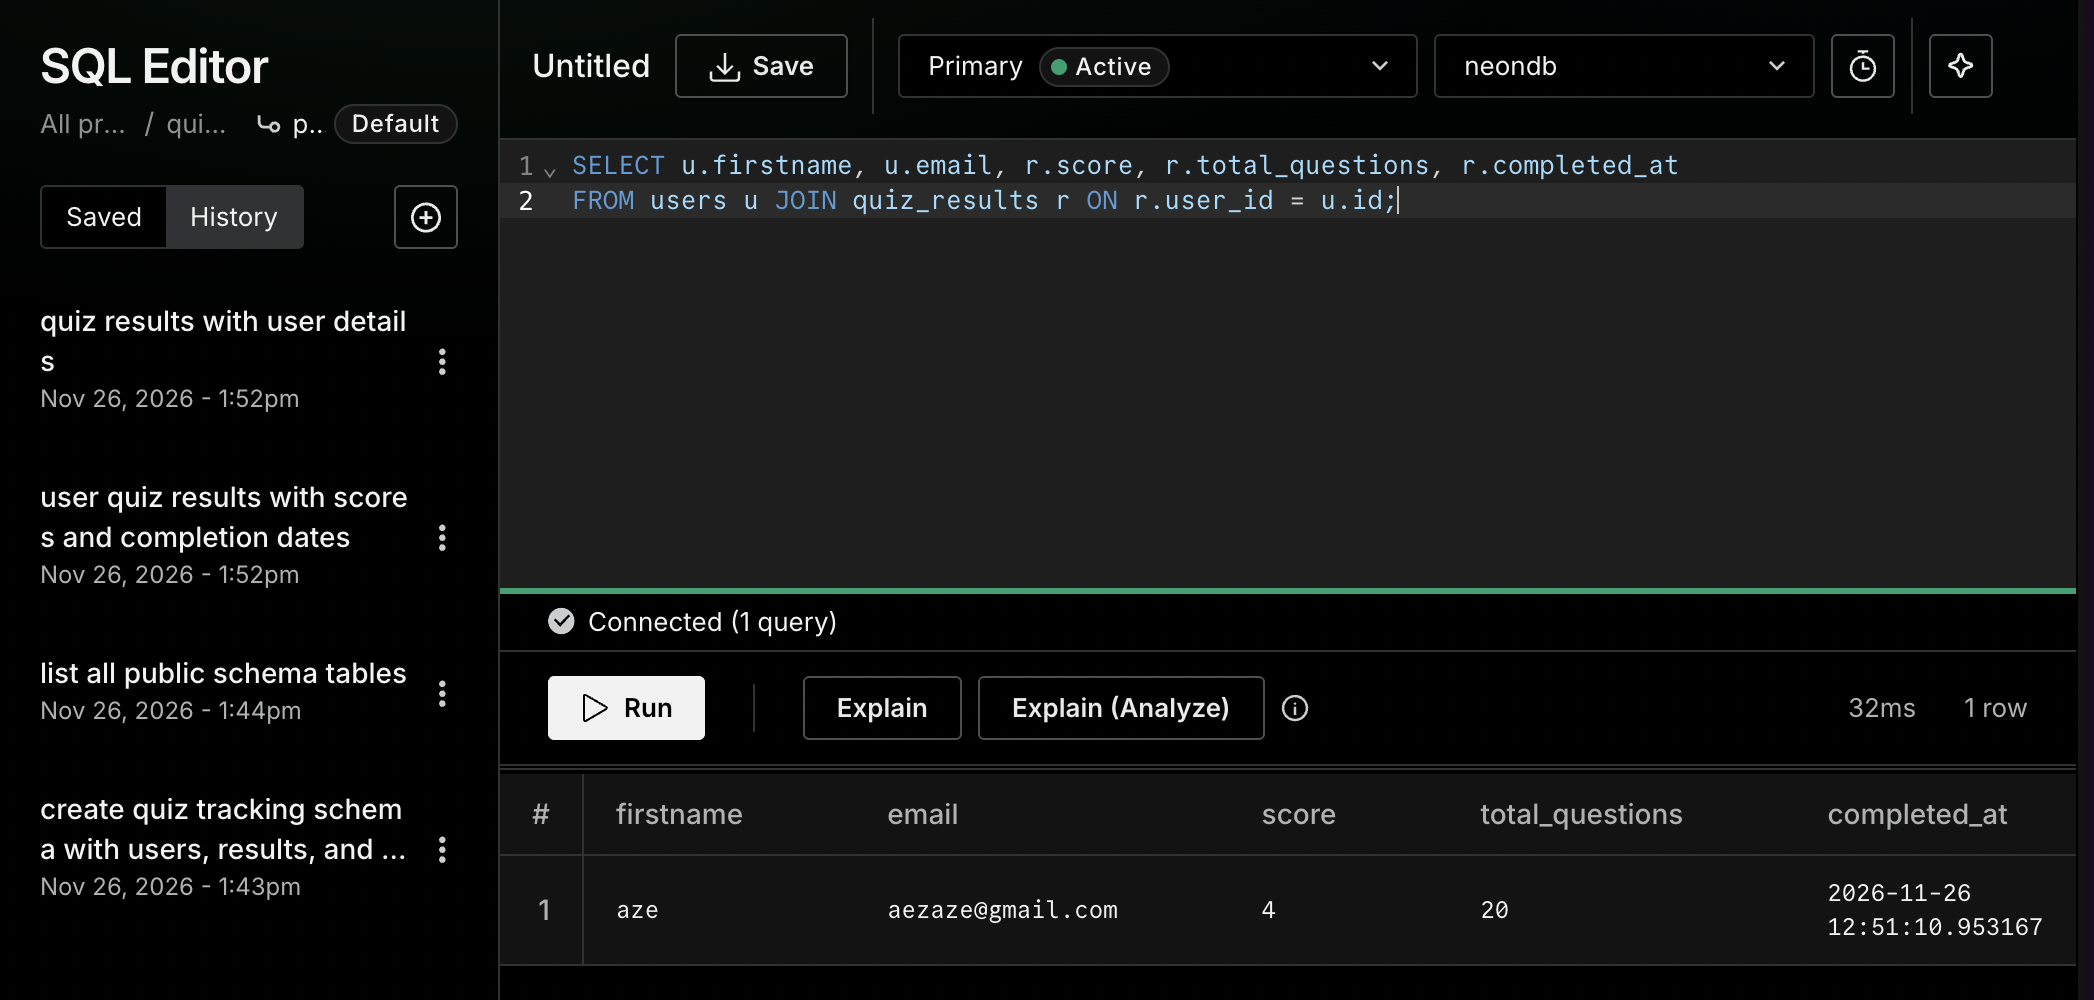 SQL Editor
All pr... / qui... p... Default
Saved History
quiz results with user detail
s
Nov 26, 2026 - 1:52pm
user quiz results with score
s and completion dates
Nov 26, 2026 - 1:52pm
list all public schema tables
Nov 26, 2026 - 1:44pm
create quiz tracking schem
a with users, results, and ...
Nov 26, 2026 - 1:43pm
Untitled Save Primary Active neondb
1 SELECT u.firstname, u.email, r.score, r.total_questions, r.completed_at
2 FROM users u JOIN quiz_results r ON r.user_id = u.id;
Connected (1 query)
Run Explain Explain (Analyze) 32ms 1 row
# firstname email score total_questions completed_at
1 aze aezaze@gmail.com 4 20 2026-11-26
12:51:10.953167